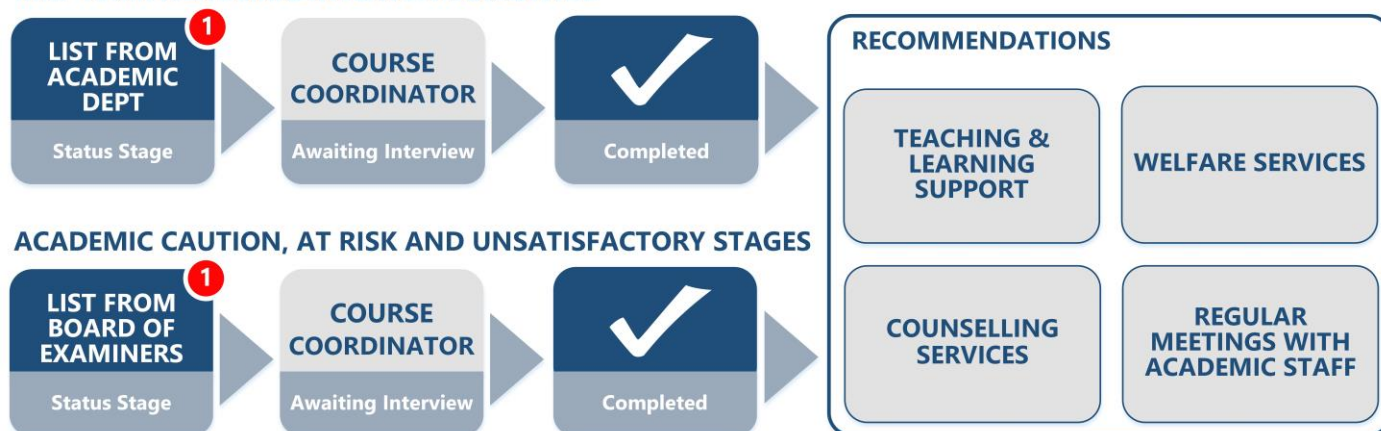 1
LIST FROM
ACADEMIC
DEPT
Status Stage
COURSE
COORDINATOR
Awaiting Interview
Completed
ACADEMIC CAUTION, AT RISK AND UNSATISFACTORY STAGES
1
LIST FROM
BOARD OF
EXAMINERS
Status Stage
COURSE
COORDINATOR
Awaiting Interview
Completed
RECOMMENDATIONS
TEACHING &
LEARNING
SUPPORT
WELFARE SERVICES
COUNSELLING
SERVICES
REGULAR
MEETINGS WITH
ACADEMIC STAFF